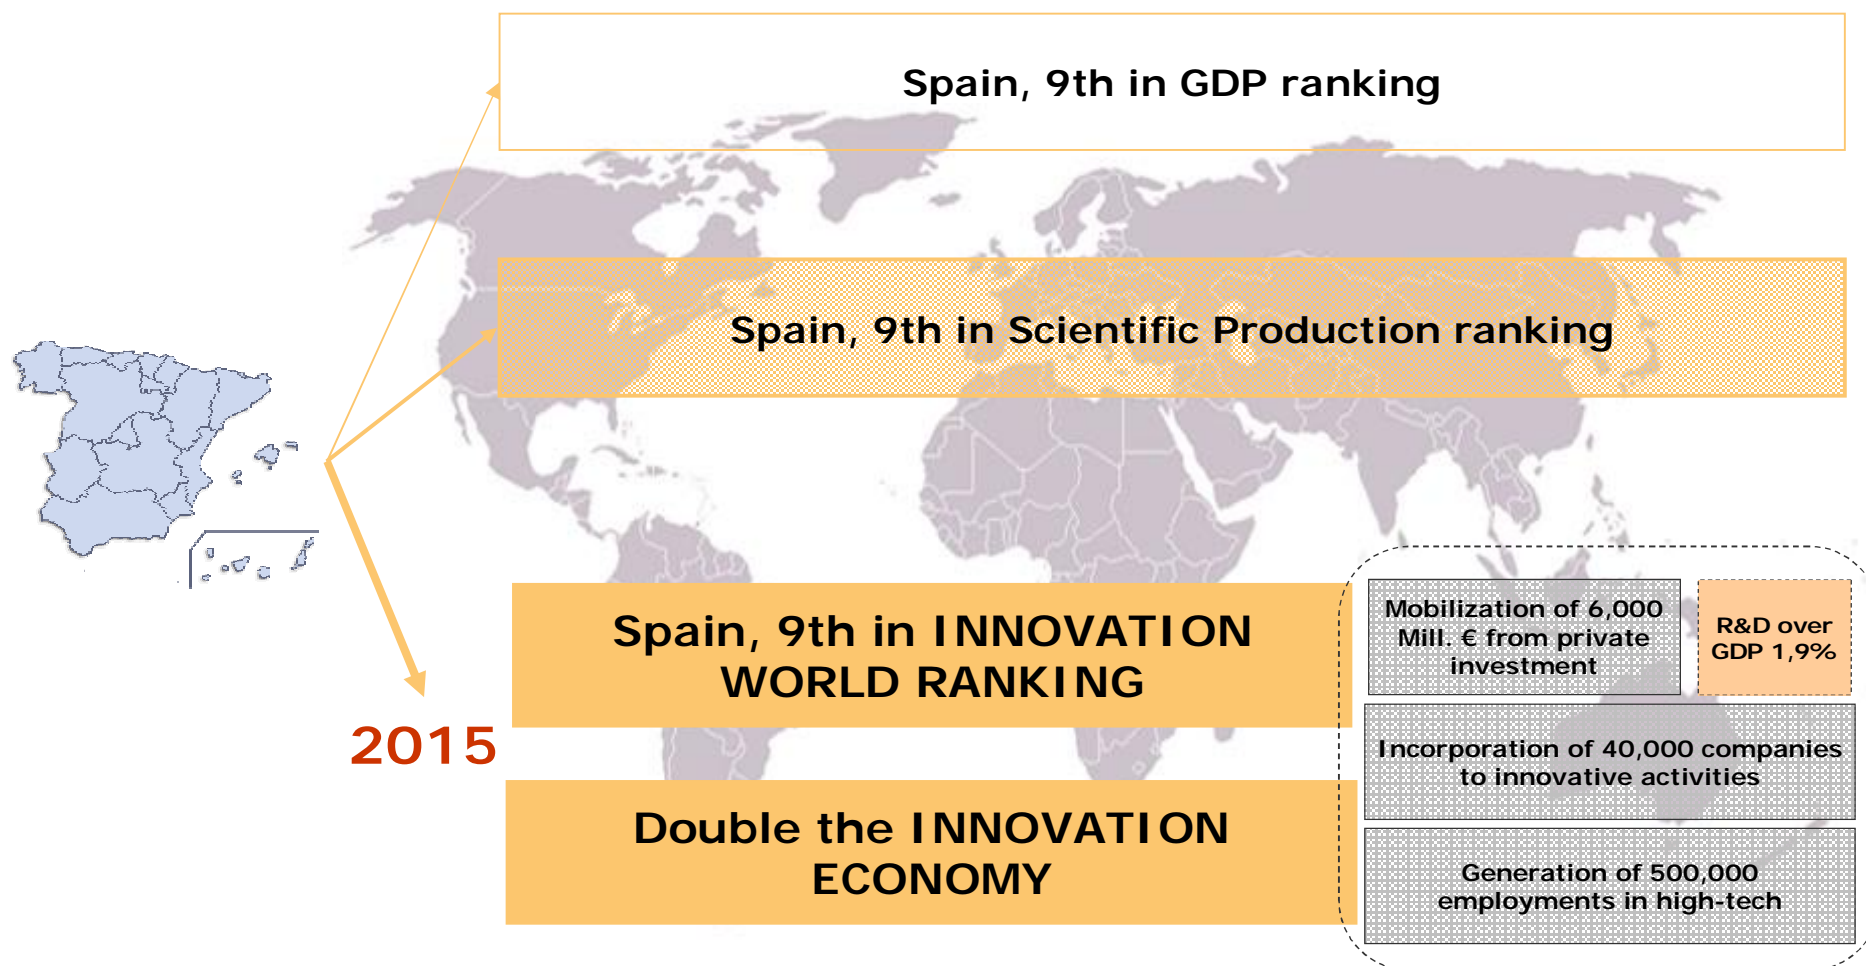 Spain, 9th in GDP ranking
Spain, 9th in Scientific Production ranking
Spain, 9th in INNOVATION
WORLD RANKING
2015
Double the INNOVATION
ECONOMY
Mobilization of 6,000
Mill. € from private
investment
R&D over
GDP 1,9%
Incorporation of 40,000 companies
to innovative activities
Generation of 500,000
employments in high-tech